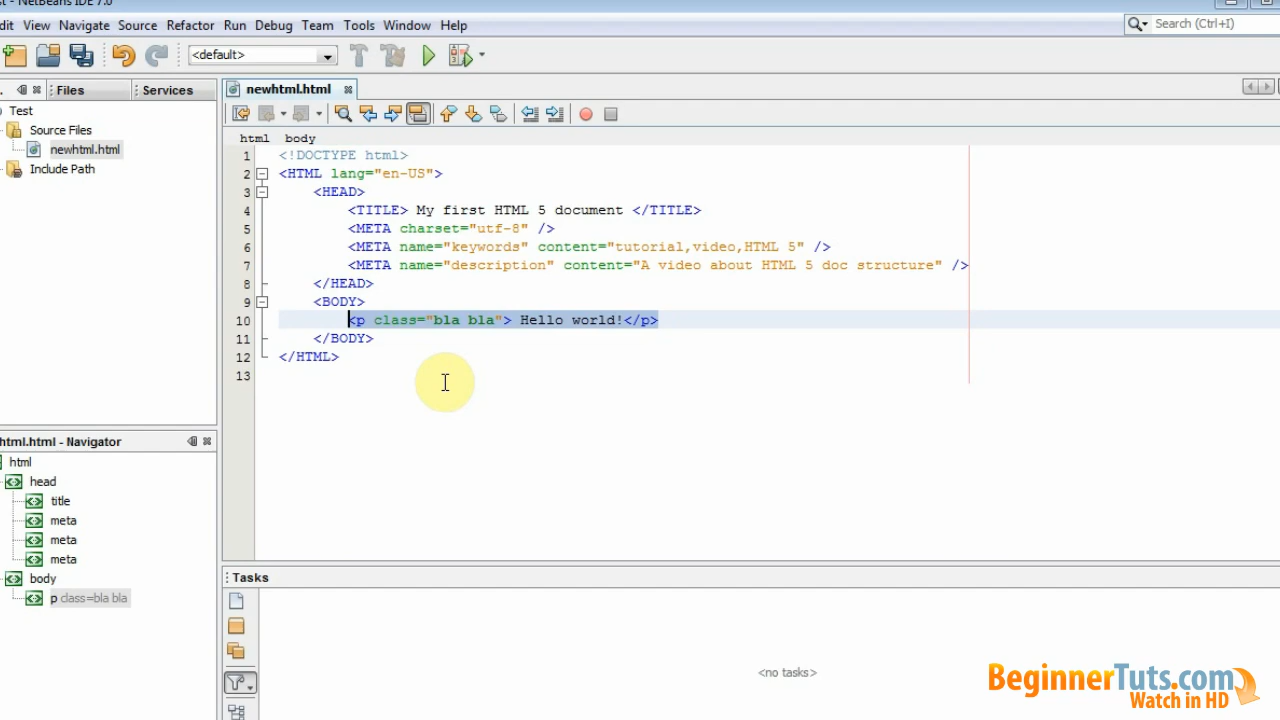 st - NetBeans IDE 7.0
dit View Navigate Source Refactor Run Debug Team Tools Window Help
Search (Ctrl+I)
<default>
Files Services
newhtml.html
Test
Source Files
newhtml.html
Include Path
html body
1 <!DOCTYPE html>
2 <HTML lang="en-US">
3 <HEAD>
4 <TITLE> My first HTML 5 document </TITLE>
5 <META charset="utf-8" />
6 <META name="keywords" content="tutorial,video,HTML 5" />
7 <META name="description" content="A video about HTML 5 doc structure" />
8 </HEAD>
9 <BODY>
10 <p class="bla bla"> Hello world!</p>
11 </BODY>
12 </HTML>
13
html.html - Navigator
html
head
title
meta
meta
meta
body
p class=bla bla
Tasks
<no tasks>
BeginnerTuts.com
Watch in HD